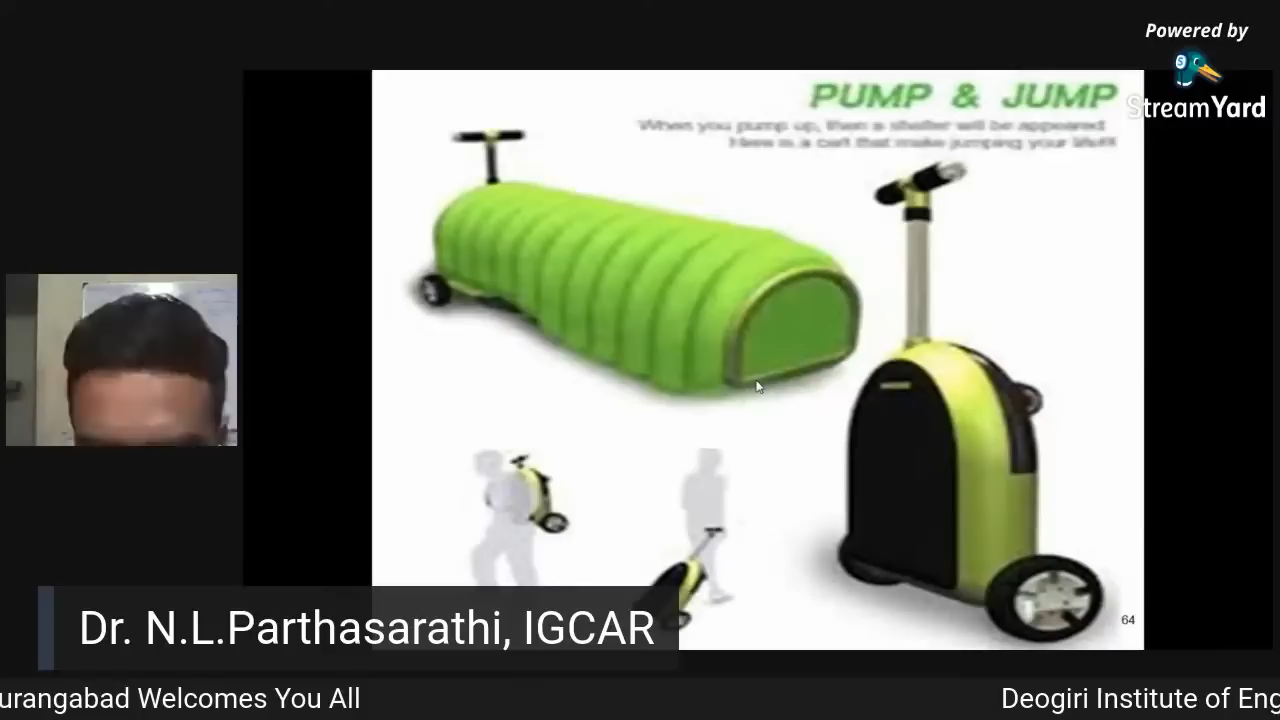 Powered by
StreamYard
PUMP & JUMP
When you pump up, then a shelter will be appeared
Here is a cart that make jumping your life!!!
64
Dr. N.L.Parthasarathi, IGCAR
urangabad Welcomes You All
Deogiri Institute of Eng